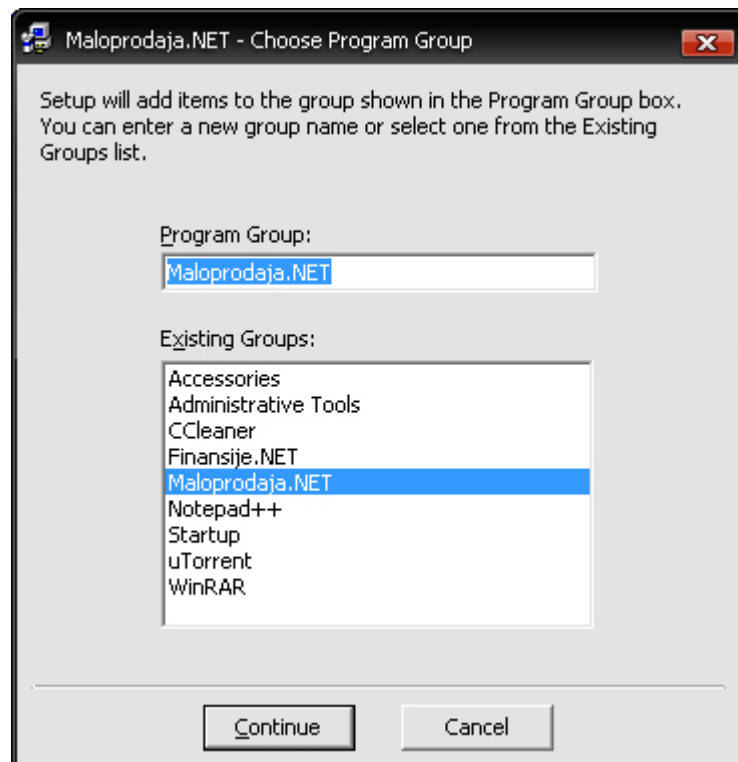 Maloprodaja.NET - Choose Program Group
Setup will add items to the group shown in the Program Group box.
You can enter a new group name or select one from the Existing
Groups list.
Program Group:
Maloprodaja.NET
Existing Groups:
Accessories
Administrative Tools
CCleaner
Finansije.NET
Maloprodaja.NET
Notepad++
Startup
uTorrent
WinRAR
Continue
Cancel